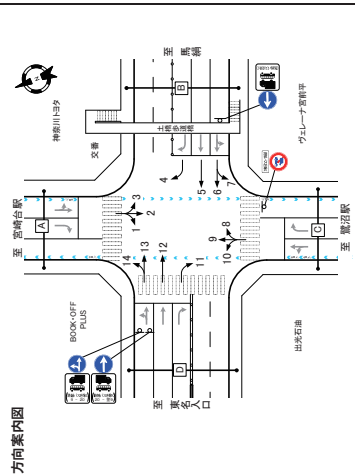 方向案内図
至 宮崎台駅
A
神奈川トヨタ
交番
至 馬絹
B
土橋歩道橋
ヴェレーナ宮前平
BOOK・OFF
PLUS
1
2
3
4
5
6
7
8
9
10
11
12
13
14
D
至 東名入口
C
至 鷺沼駅
出光石油
N